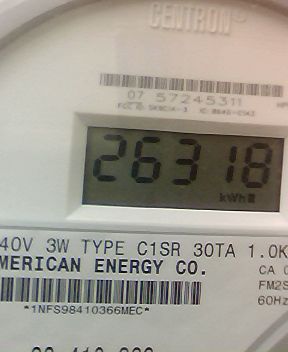 CENTRON®
07 57245311
26318
kWh
40V 3W TYPE C1SR 30TA 1.0K
MERICAN ENERGY CO.
CA
FM2S
60Hz
*1NFS98410366MEC*